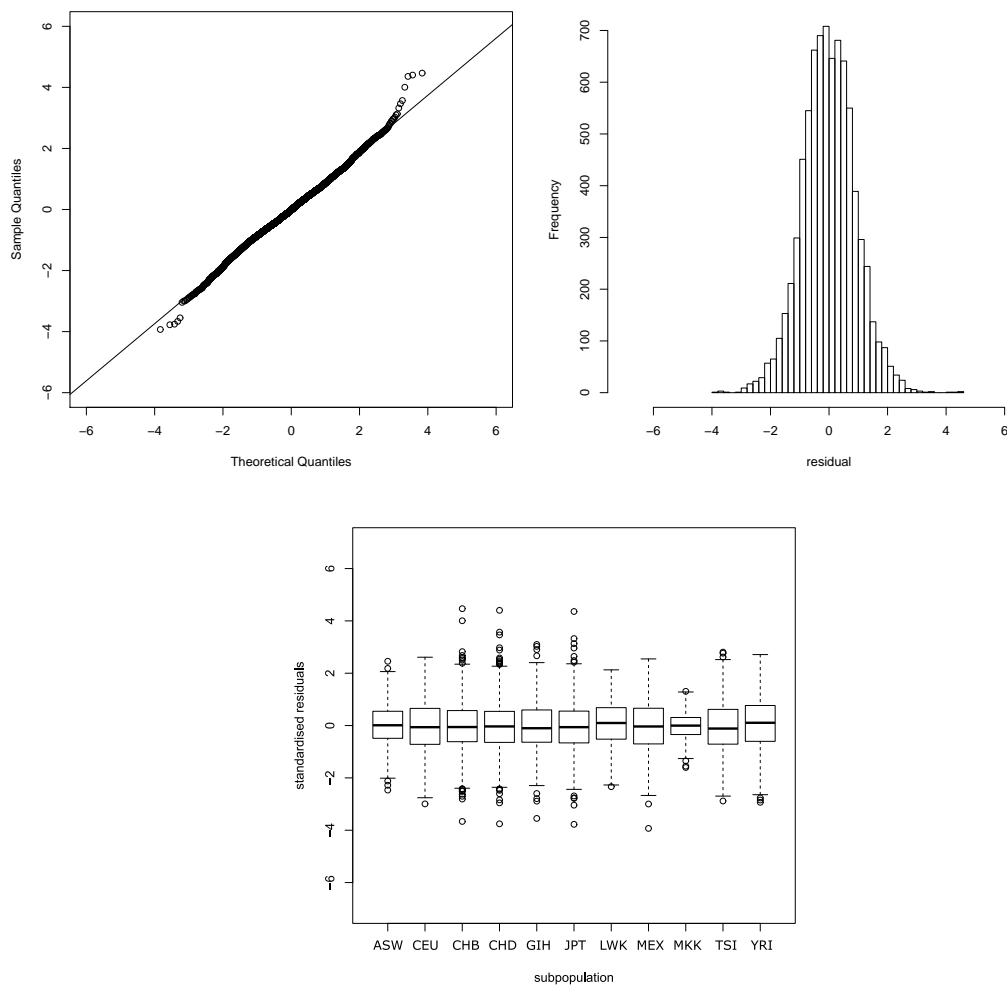 6
4
2
0
−2
−4
−6
Sample Quantiles
−6 −4 −2 0 2 4 6
Theoretical Quantiles
700
600
500
400
300
200
100
0
Frequency
−6 −4 −2 0 2 4 6
residual
6
4
2
0
−2
−4
−6
standardised residuals
ASW CEU CHB CHD GIH JPT LWK MEX MKK TSI YRI
subpopulation